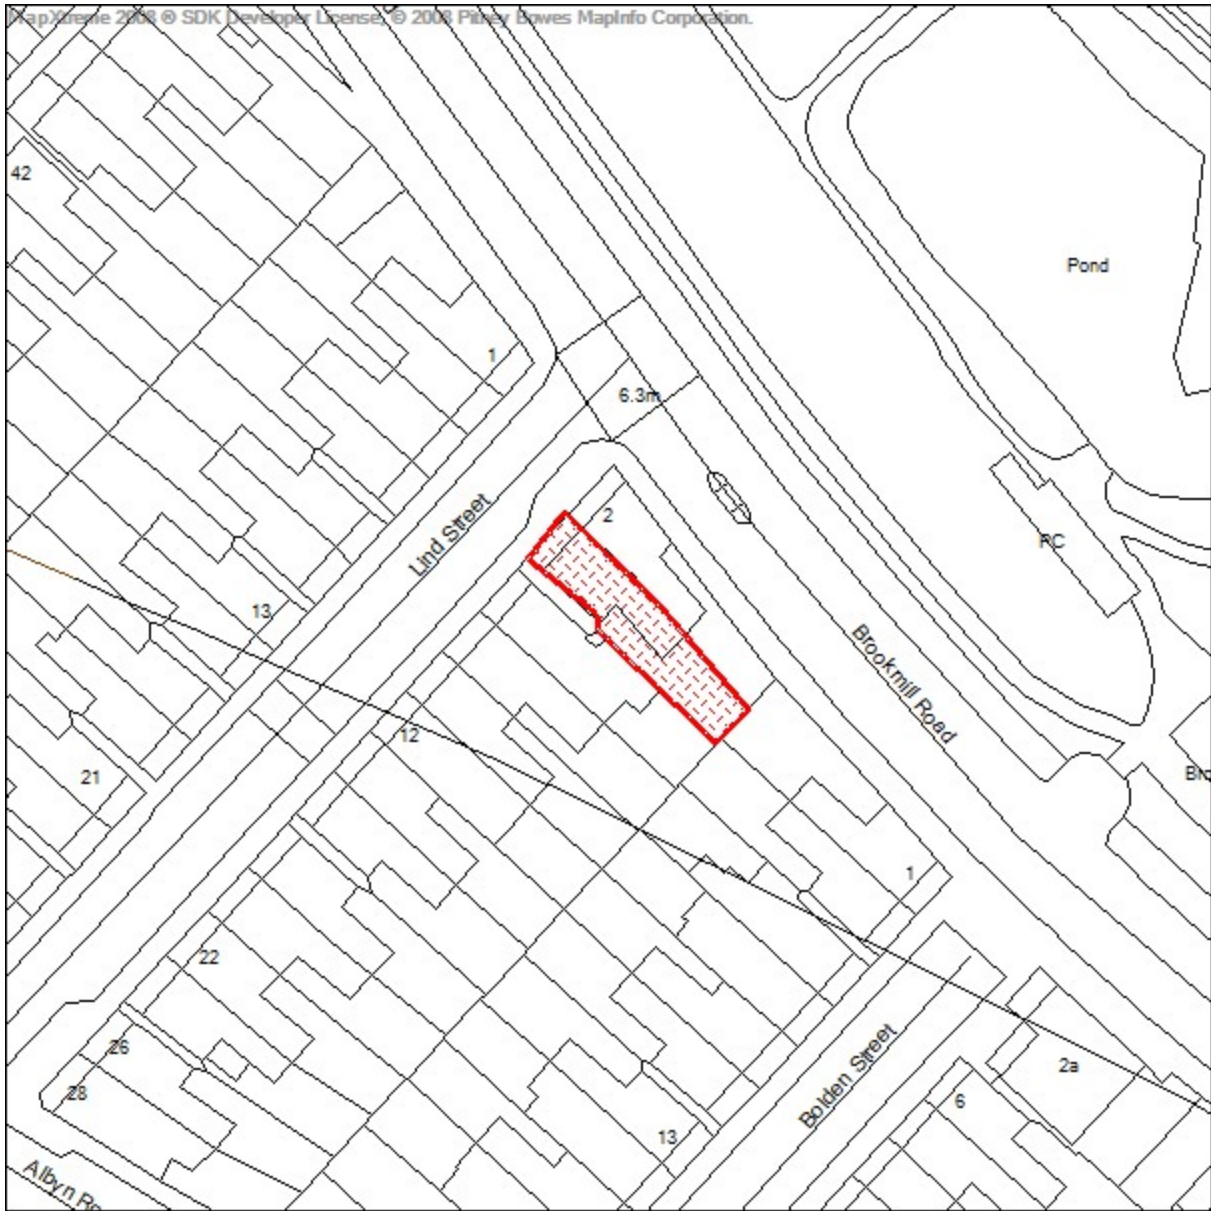 MapXtreme 2008 ® SDK Developer License, © 2008 Pitney Bowes MapInfo Corporation.
42
Pond
1
6.3m
2
Lind Street
PC
13
Brookmill Road
12
21
1
22
Bolden Street
26
2a
28
6
13
Albyn